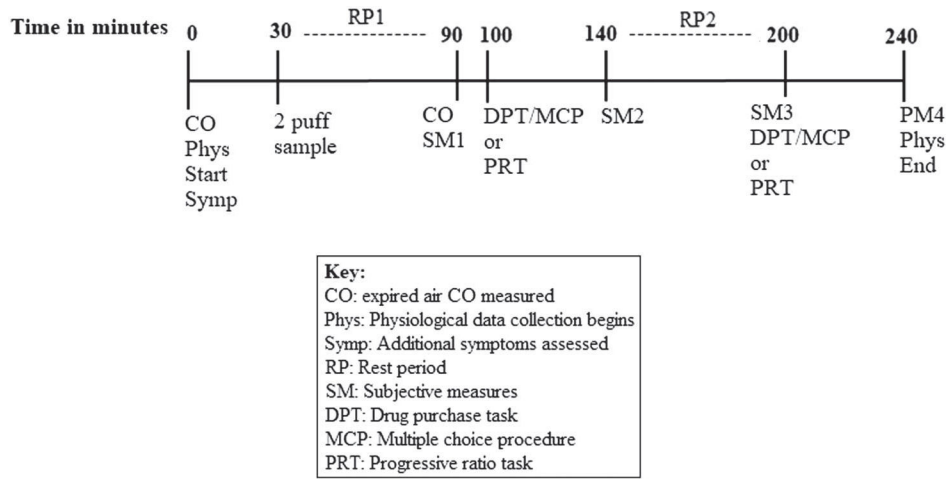 RP1
RP2
Time in minutes 0 30 90 100 140 200 240
CO
Phys
Start
Symp
2 puff
sample
CO
SM1
DPT/MCP
or
PRT
SM2
SM3
DPT/MCP
or
PRT
PM4
Phys
End
Key:
CO: expired air CO measured
Phys: Physiological data collection begins
Symp: Additional symptoms assessed
RP: Rest period
SM: Subjective measures
DPT: Drug purchase task
MCP: Multiple choice procedure
PRT: Progressive ratio task